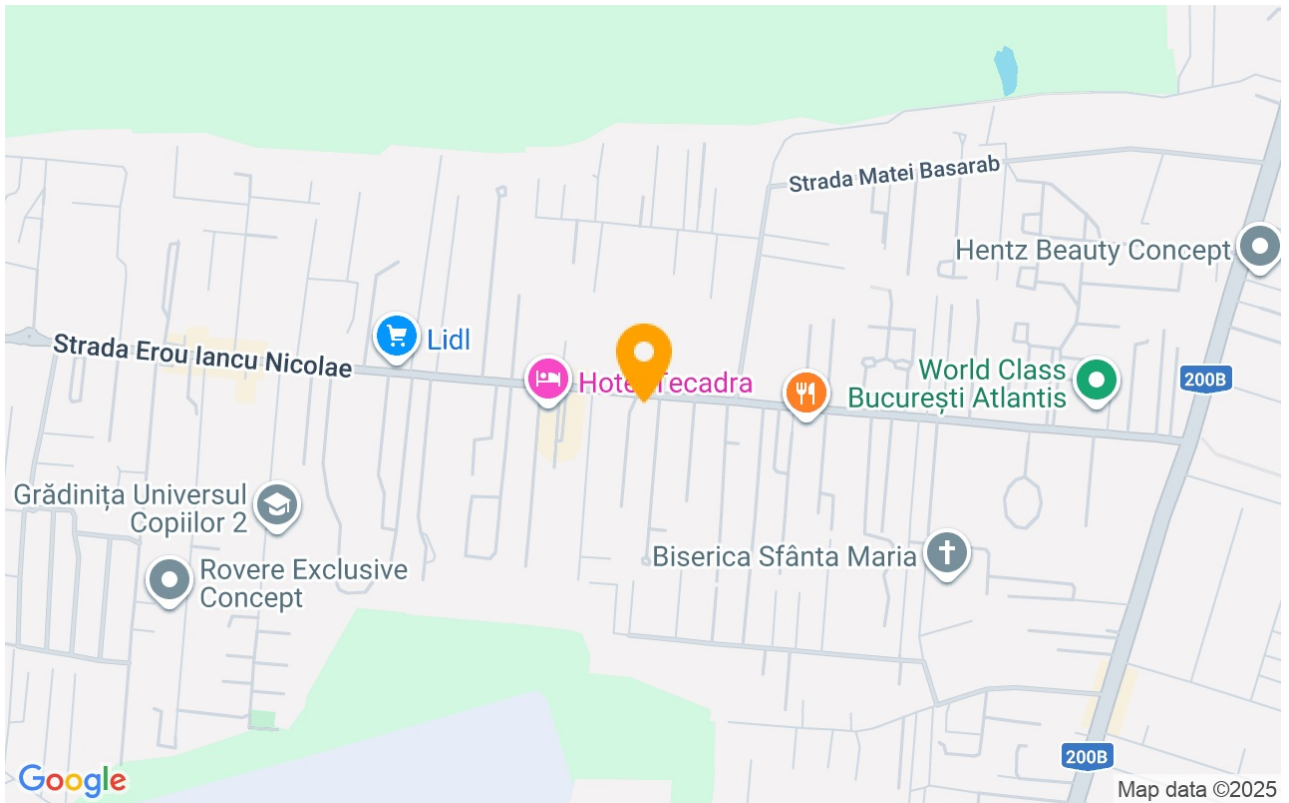 Strada Matei Basarab
Hentz Beauty Concept
Strada Erou Iancu Nicolae
Lidl
Hotel Tecadra
World Class
București Atlantis
200B
Grădinița Universul
Copiilor 2
Biserica Sfânta Maria
Rovere Exclusive
Concept
200B
Google
Map data ©2025